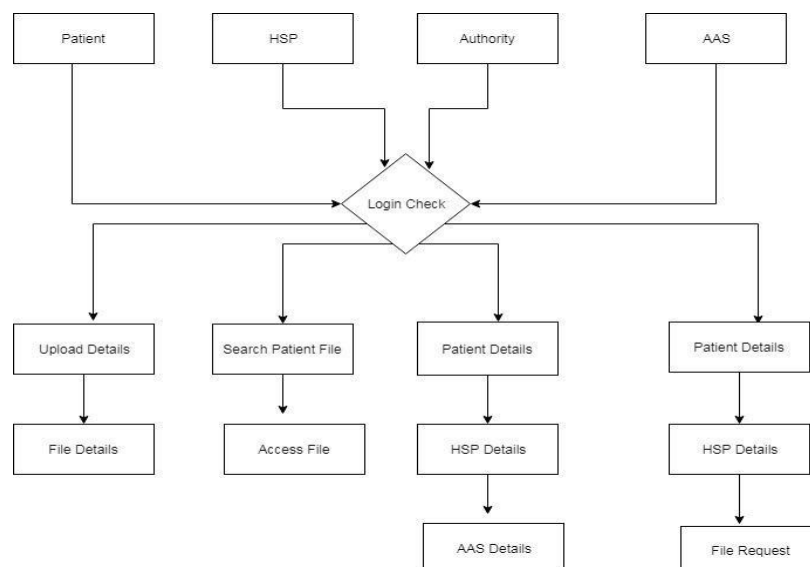 Patient
HSP
Authority
AAS
Login Check
Upload Details
Search Patient File
Patient Details
Patient Details
File Details
Access File
HSP Details
HSP Details
AAS Details
File Request